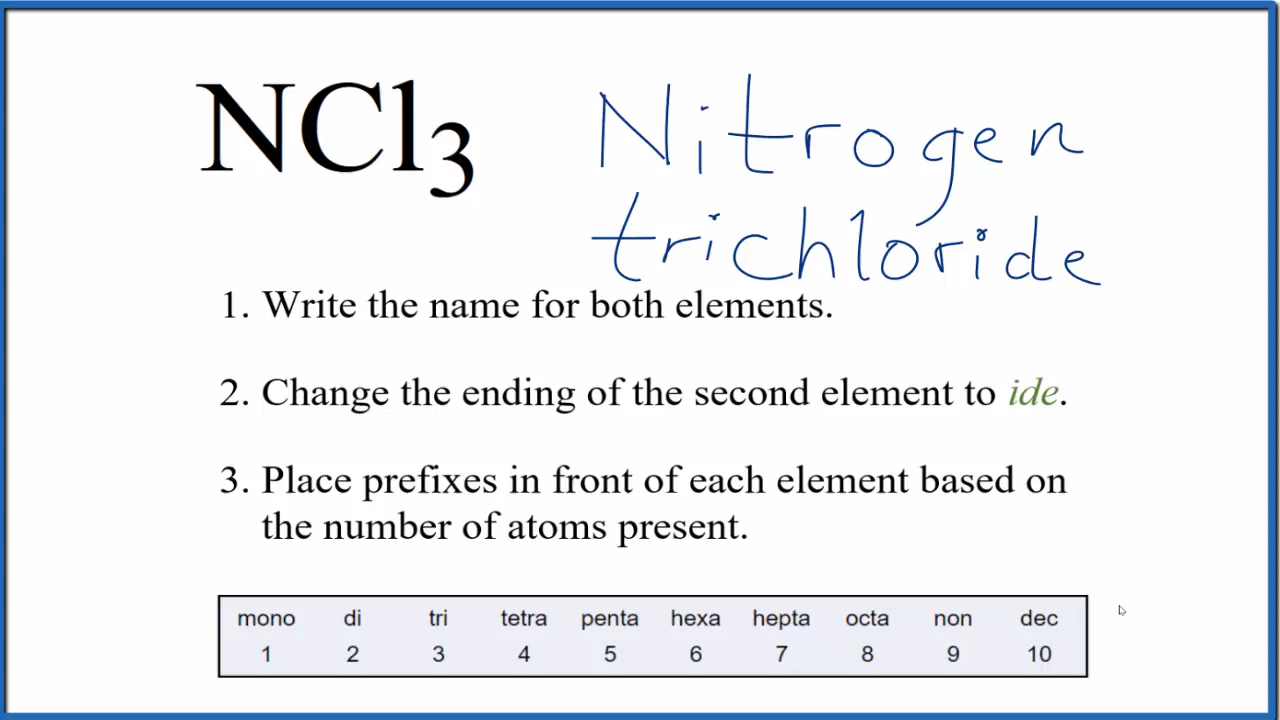 NCl3 Nitrogen
trichloride
1. Write the name for both elements.
2. Change the ending of the second element to ide.
3. Place prefixes in front of each element based on
the number of atoms present.
mono di tri tetra penta hexa hepta octa non dec
1 2 3 4 5 6 7 8 9 10